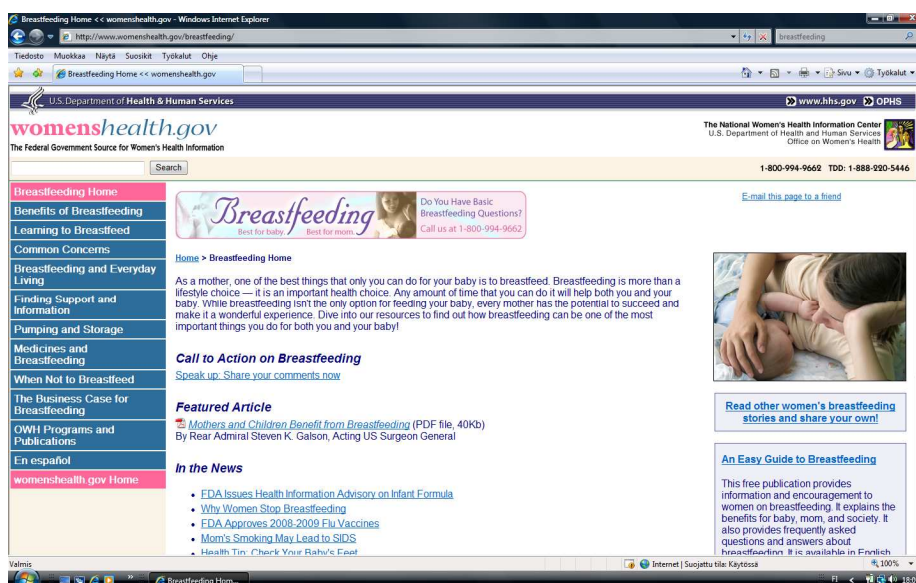 Breastfeeding Home << womenshealth.gov - Windows Internet Explorer
http://www.womenshealth.gov/breastfeeding/
breastfeeding
Tiedosto Muokkaa Näytä Suosikit Työkalut Ohje
Breastfeeding Home << womenshealth.gov
Sivu Työkalut
U.S. Department of Health & Human Services
www.hhs.gov OPHS
womenshealth.gov
The Federal Government Source for Women's Health Information
The National Women's Health Information Center
U.S. Department of Health and Human Services
Office on Women's Health
Search
1-800-994-9662 TDD: 1-888-220-5446
Breastfeeding Home
Benefits of Breastfeeding
Learning to Breastfeed
Common Concerns
Breastfeeding and Everyday
Living
Finding Support and
Information
Pumping and Storage
Medicines and
Breastfeeding
When Not to Breastfeed
The Business Case for
Breastfeeding
OWH Programs and
Publications
En español
womenshealth.gov Home
Breastfeeding
Best for baby. Best for mom.
Do You Have Basic
Breastfeeding Questions?
Call us at 1-800-994-9662
Home > Breastfeeding Home
As a mother, one of the best things that only you can do for your baby is to breastfeed. Breastfeeding is more than a
lifestyle choice — it is an important health choice. Any amount of time that you can do it will help both you and your
baby. While breastfeeding isn't the only option for feeding your baby, every mother has the potential to succeed and
make it a wonderful experience. Dive into our resources to find out how breastfeeding can be one of the most
important things you do for both you and your baby!
Call to Action on Breastfeeding
Speak up: Share your comments now
Featured Article
Mothers and Children Benefit from Breastfeeding (PDF file, 40Kb)
By Rear Admiral Steven K. Galson, Acting US Surgeon General
In the News
FDA Issues Health Information Advisory on Infant Formula
Why Women Stop Breastfeeding
FDA Approves 2008-2009 Flu Vaccines
Mom's Smoking May Lead to SIDS
Health Tip: Check Your Baby's Feet
E-mail this page to a friend
Read other women's breastfeeding
stories and share your own!
An Easy Guide to Breastfeeding
This free publication provides
information and encouragement to
women on breastfeeding. It explains the
benefits for baby, mom, and society. It
also provides frequently asked
questions and answers about
breastfeeding. It is available in English
Valmis
Internet | Suojattu tila: Käytössä
100%
Breastfeeding Hom...
FI